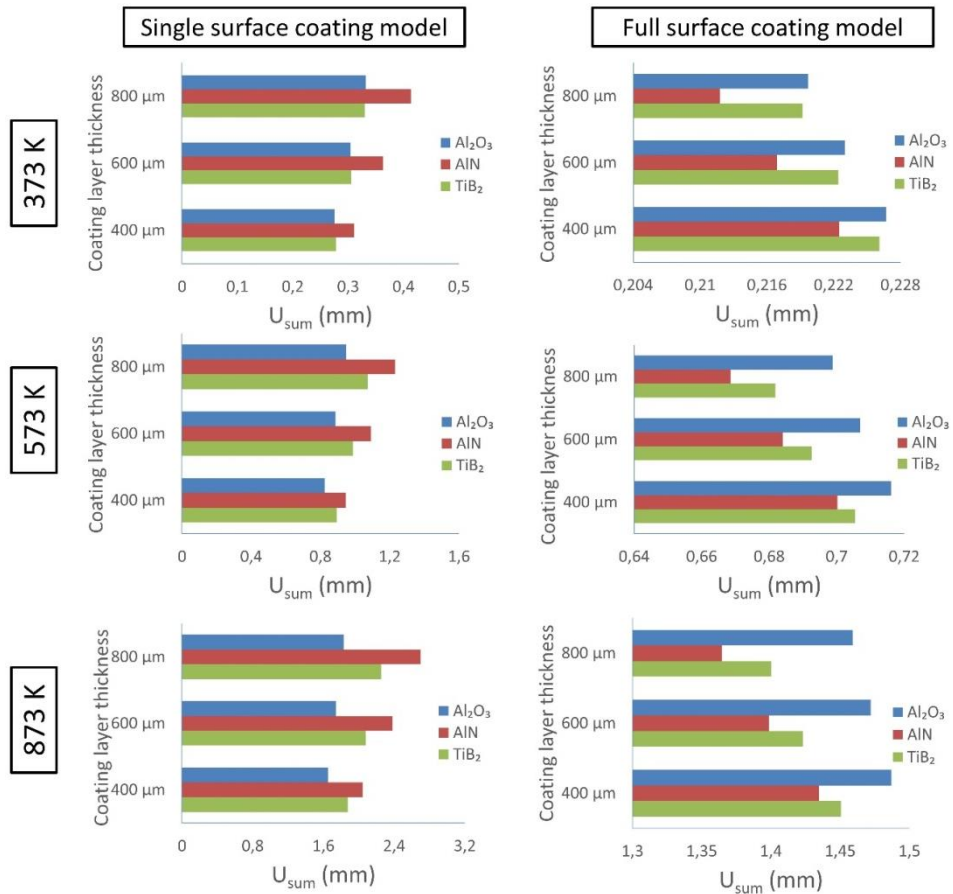 Single surface coating model
Full surface coating model
373 K
Coating layer thickness
800 µm
600 µm
400 µm
0
0,1
0,2
0,3
0,4
0,5
U_sum (mm)
Al₂O₃
AlN
TiB₂
Coating layer thickness
800 µm
600 µm
400 µm
0,204
0,21
0,216
0,222
0,228
U_sum (mm)
Al₂O₃
AlN
TiB₂
573 K
Coating layer thickness
800 µm
600 µm
400 µm
0
0,4
0,8
1,2
1,6
U_sum (mm)
Al₂O₃
AlN
TiB₂
Coating layer thickness
800 µm
600 µm
400 µm
0,64
0,66
0,68
0,7
0,72
U_sum (mm)
Al₂O₃
AlN
TiB₂
873 K
Coating layer thickness
800 µm
600 µm
400 µm
0
0,8
1,6
2,4
3,2
U_sum (mm)
Al₂O₃
AlN
TiB₂
Coating layer thickness
800 µm
600 µm
400 µm
1,3
1,35
1,4
1,45
1,5
U_sum (mm)
Al₂O₃
AlN
TiB₂